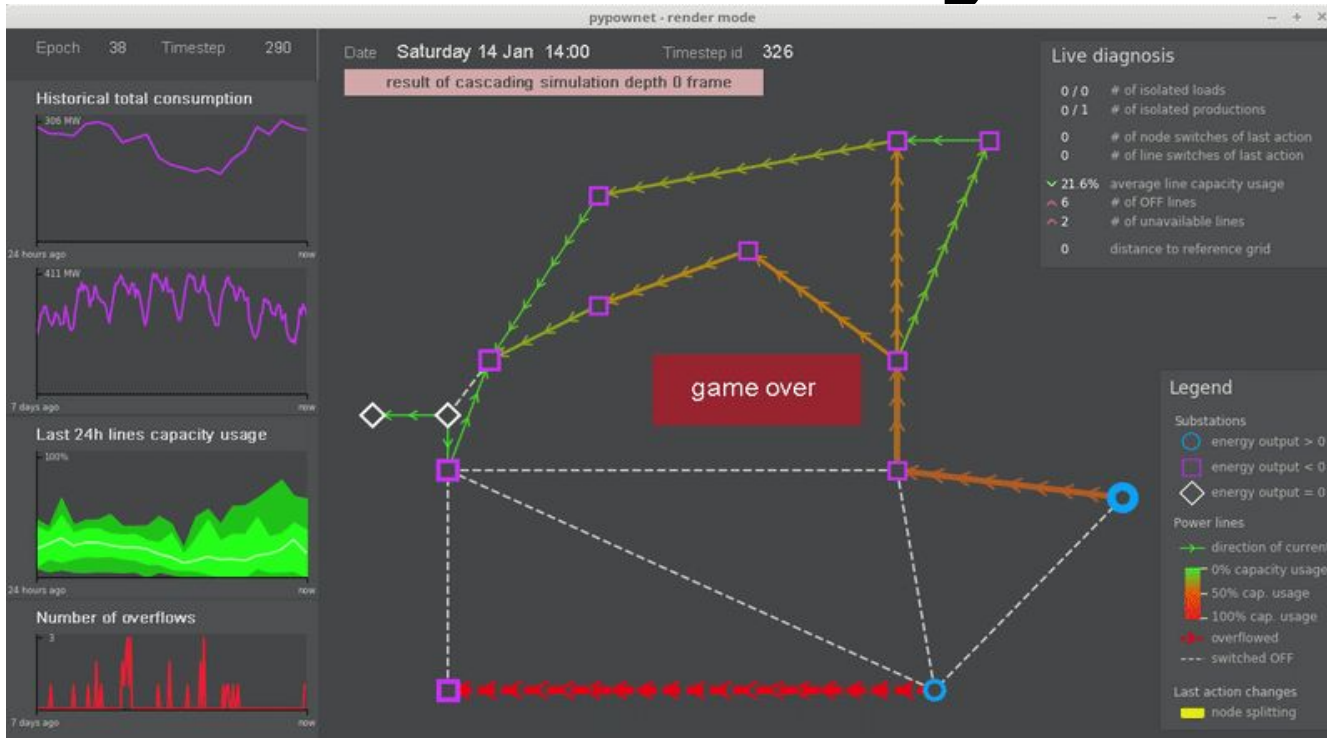 pypownet - render mode
Epoch 38 Timestep 290
Date Saturday 14 Jan 14:00 Timestep id 326
result of cascading simulation depth 0 frame
Historical total consumption
306 MW
24 hours ago now
411 MW
7 days ago now
Last 24h lines capacity usage
100%
24 hours ago now
Number of overflows
3
7 days ago now
game over
Live diagnosis
0 / 0 # of isolated loads
0 / 1 # of isolated productions
0 # of node switches of last action
0 # of line switches of last action
21.6% average line capacity usage
6 # of OFF lines
2 # of unavailable lines
0 distance to reference grid
Legend
Substations
energy output > 0
energy output < 0
energy output = 0
Power lines
direction of current
0% capacity usage
50% cap. usage
100% cap. usage
overflowed
switched OFF
Last action changes
node splitting